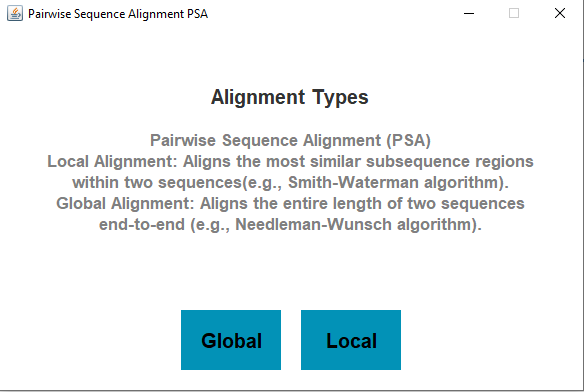 Pairwise Sequence Alignment PSA
Alignment Types
Pairwise Sequence Alignment (PSA)
Local Alignment: Aligns the most similar subsequence regions
within two sequences(e.g., Smith-Waterman algorithm).
Global Alignment: Aligns the entire length of two sequences
end-to-end (e.g., Needleman-Wunsch algorithm).
Global
Local